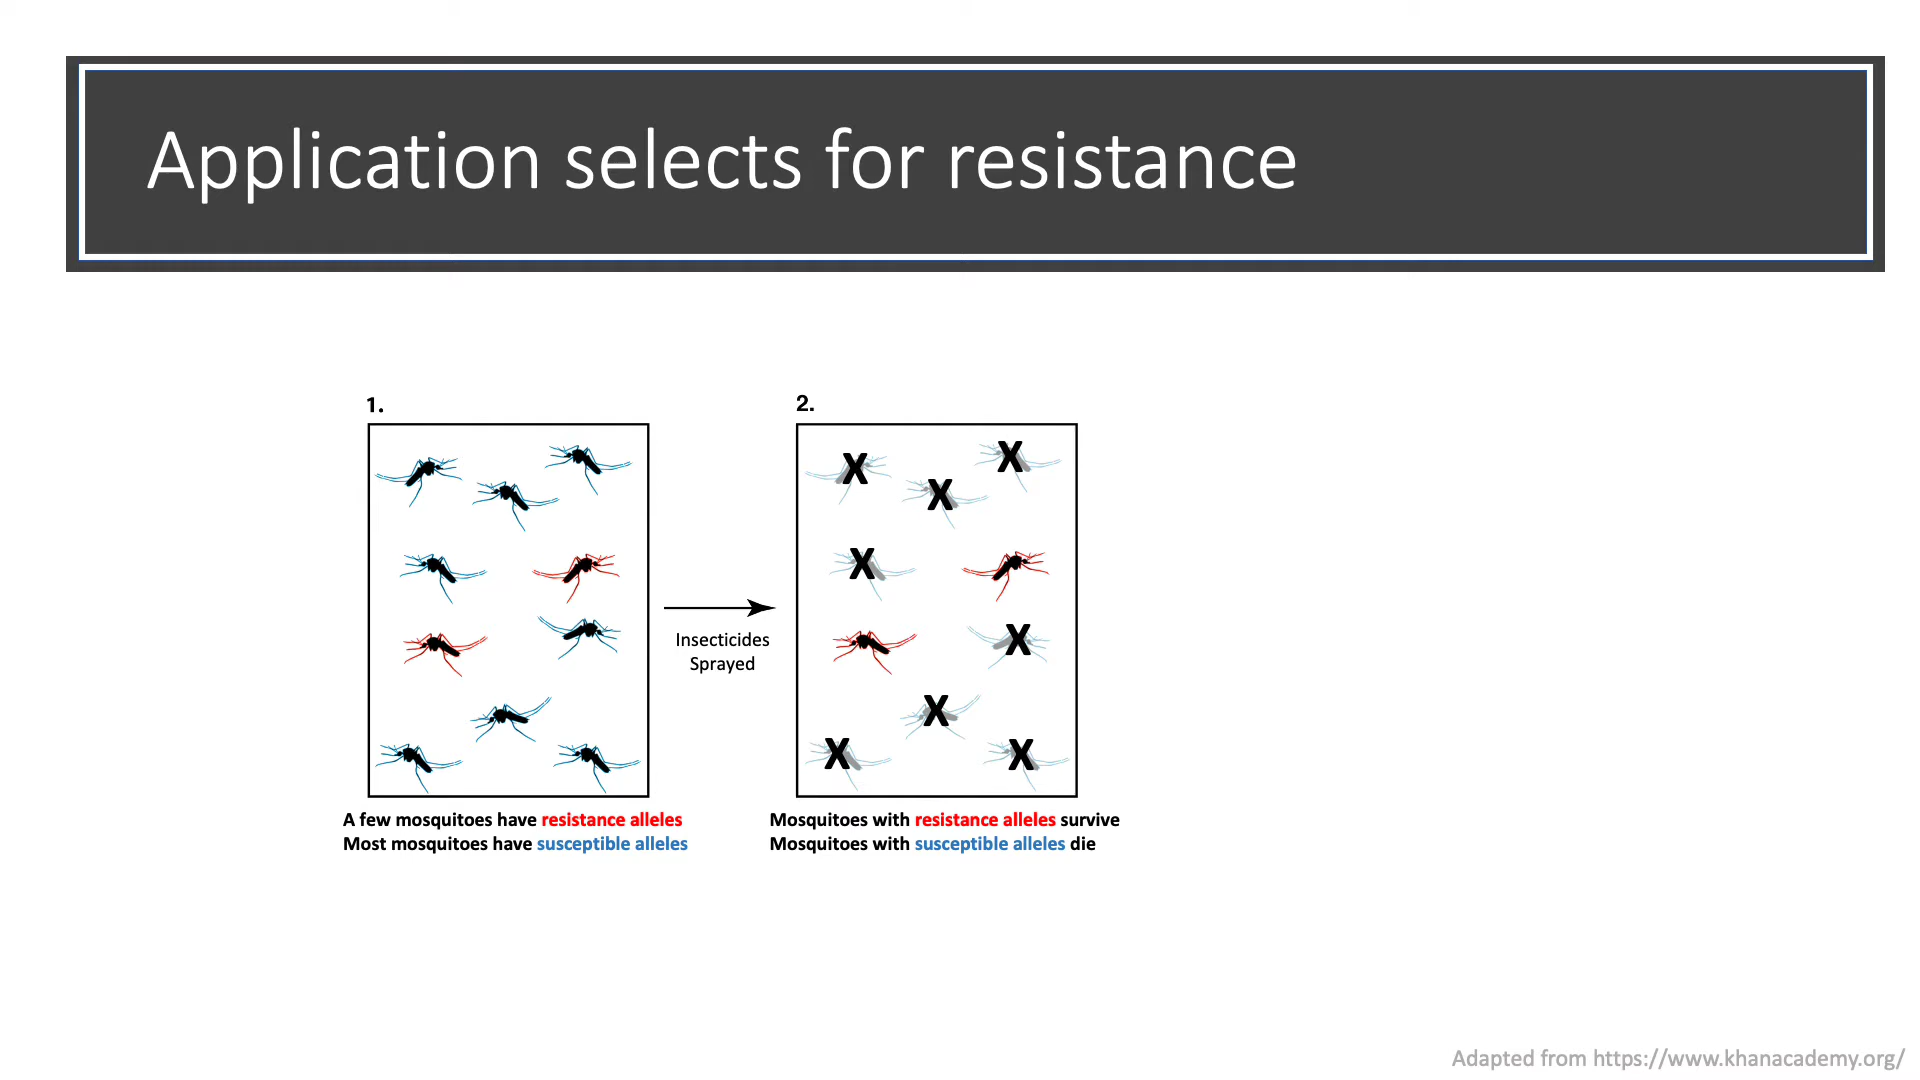 Application selects for resistance
1.
2.
X
X
X
X
X
X
X
X
Insecticides
Sprayed
A few mosquitoes have resistance alleles
Most mosquitoes have susceptible alleles
Mosquitoes with resistance alleles survive
Mosquitoes with susceptible alleles die
Adapted from https://www.khanacademy.org/